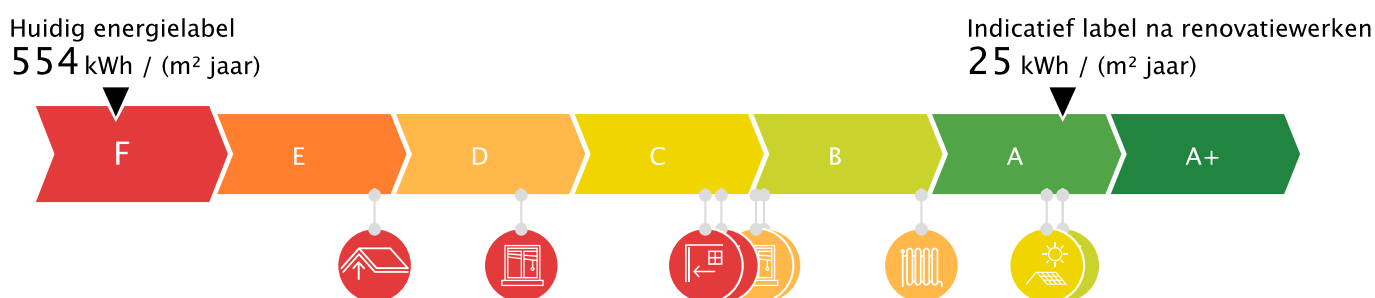 Huidig energielabel
554 kWh / (m² jaar)
Indicatief label na renovatiewerken
25 kWh / (m² jaar)
F
E
D
C
B
A
A+